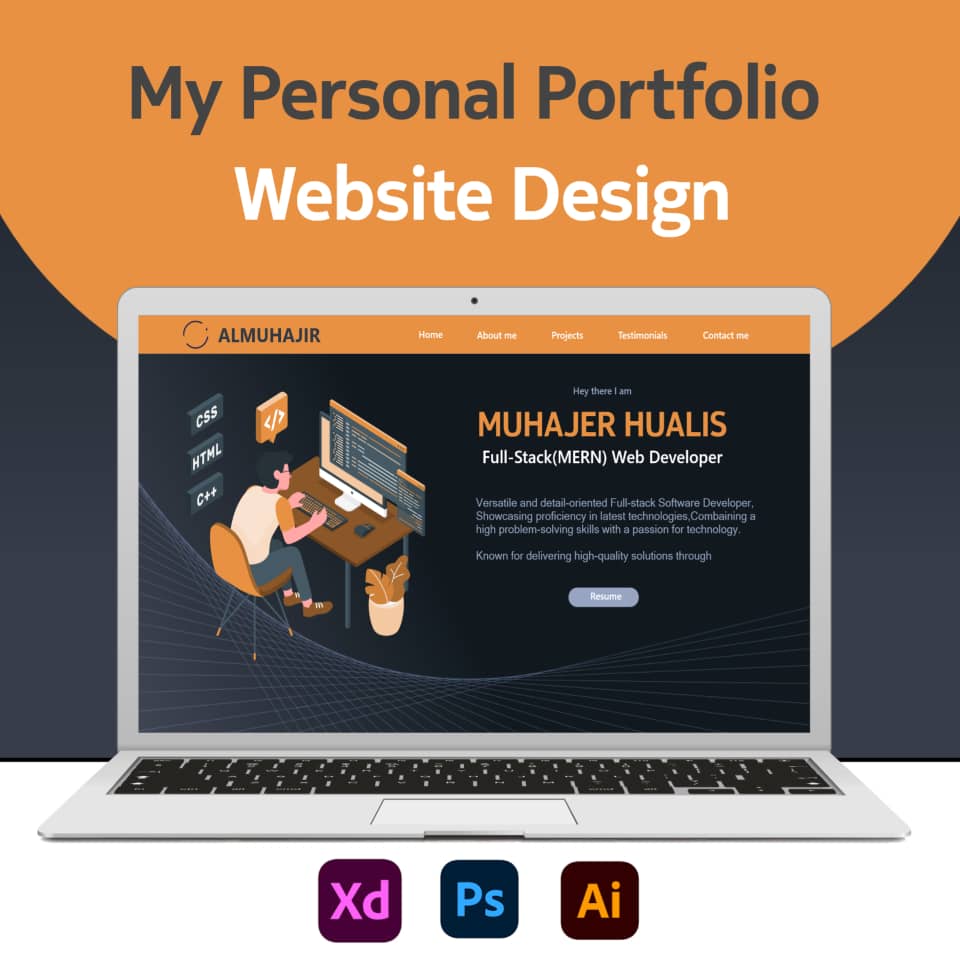 My Personal Portfolio
Website Design
ALMUHAJIR
Home
About me
Projects
Testimonials
Contact me
Hey there I am
MUHAJER HUALIS
Full-Stack(MERN) Web Developer
CSS
</>
HTML
C++
Versatile and detail-oriented Full-stack Software Developer,
Showcasing proficiency in latest technologies,Combaining a
high problem-solving skills with a passion for technology.
Known for delivering high-quality solutions through
Resume
Xd
Ps
Ai